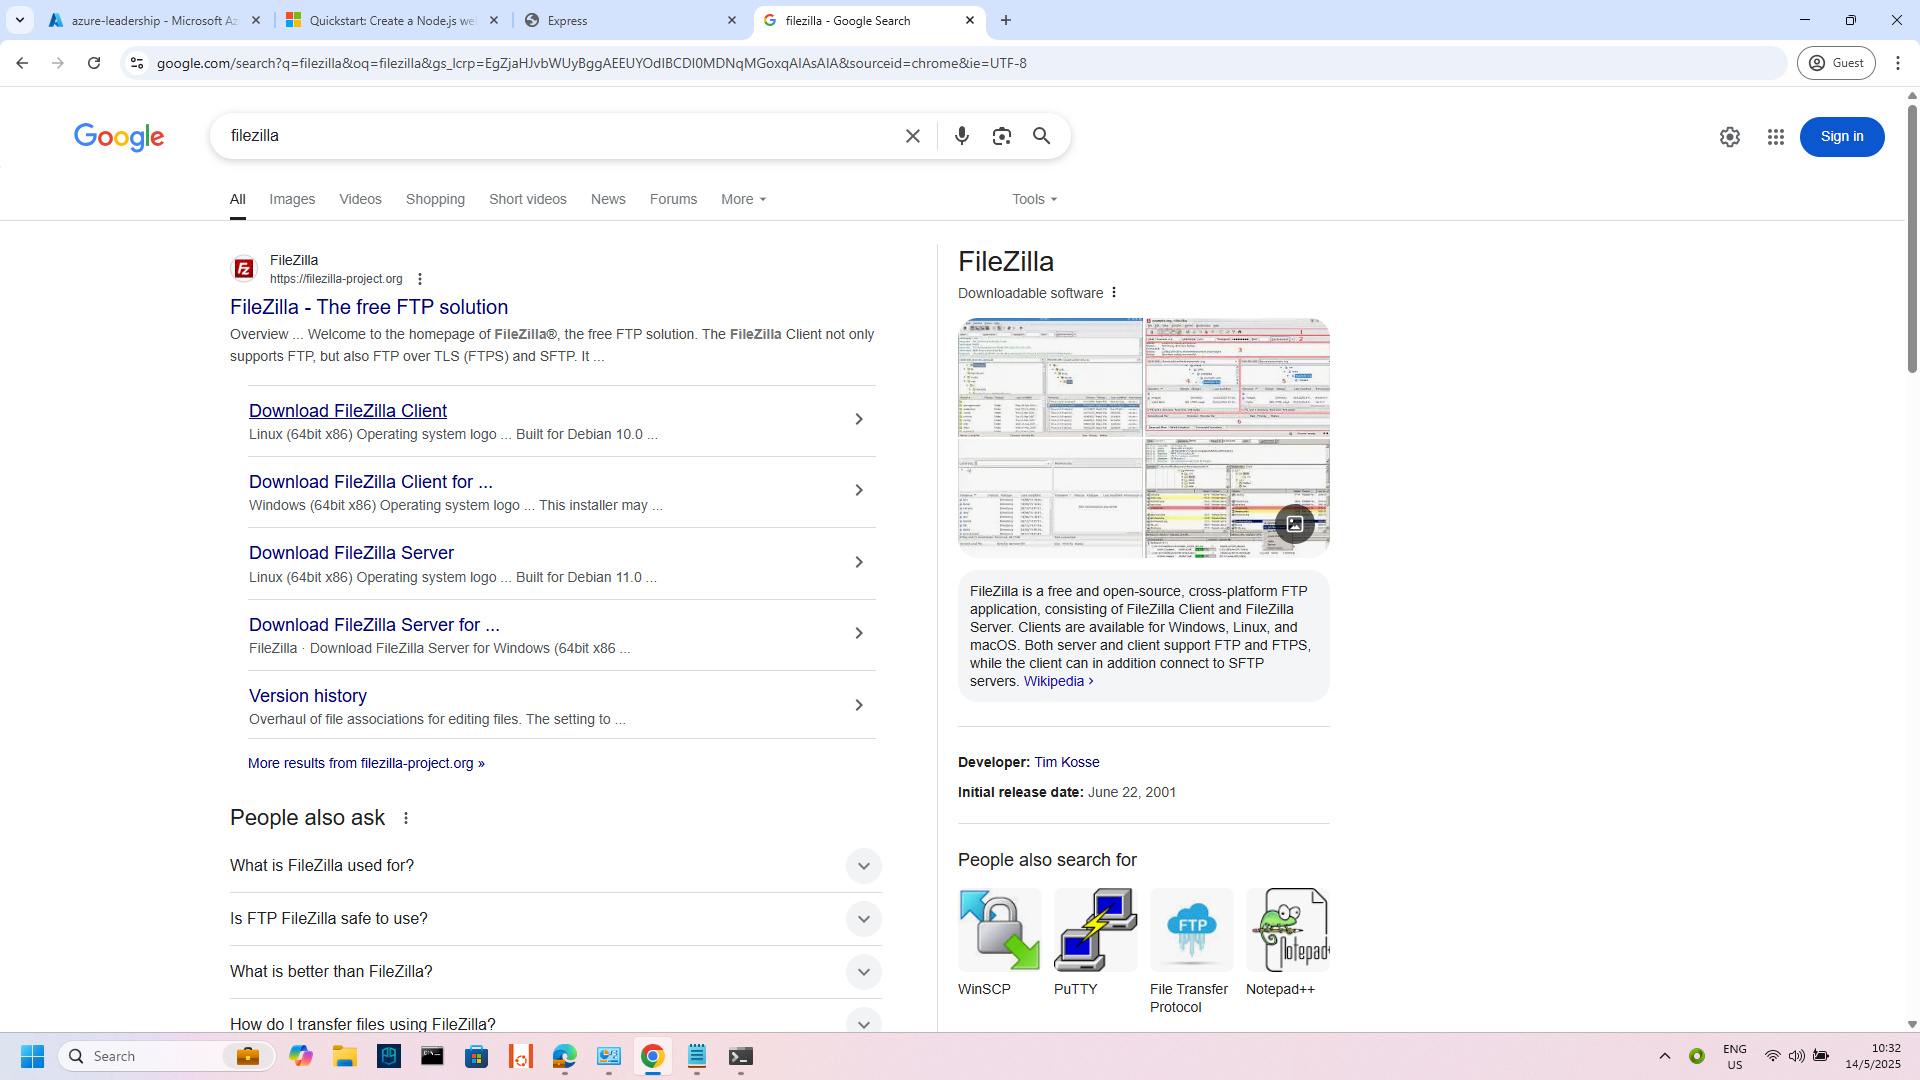 azure-leadership - Microsoft Az
Quickstart: Create a Node.js we
Express
filezilla - Google Search
google.com/search?q=filezilla&oq=filezilla&gs_lcrp=EgZjaHJvbWUyBggAEEUYOdIBCDI0MDNqMGoxqAIAsAIA&sourceid=chrome&ie=UTF-8
Guest
Google
filezilla
Sign in
All
Images
Videos
Shopping
Short videos
News
Forums
More
Tools
FileZilla
https://filezilla-project.org
FileZilla - The free FTP solution
Overview ... Welcome to the homepage of FileZilla®, the free FTP solution. The FileZilla Client not only
supports FTP, but also FTP over TLS (FTPS) and SFTP. It ...
Download FileZilla Client
Linux (64bit x86) Operating system logo ... Built for Debian 10.0 ...
Download FileZilla Client for ...
Windows (64bit x86) Operating system logo ... This installer may ...
Download FileZilla Server
Linux (64bit x86) Operating system logo ... Built for Debian 11.0 ...
Download FileZilla Server for ...
FileZilla · Download FileZilla Server for Windows (64bit x86 ...
Version history
Overhaul of file associations for editing files. The setting to ...
More results from filezilla-project.org »
People also ask
What is FileZilla used for?
Is FTP FileZilla safe to use?
What is better than FileZilla?
How do I transfer files using FileZilla?
FileZilla
Downloadable software
FileZilla is a free and open-source, cross-platform FTP
application, consisting of FileZilla Client and FileZilla
Server. Clients are available for Windows, Linux, and
macOS. Both server and client support FTP and FTPS,
while the client can in addition connect to SFTP
servers. Wikipedia ›
Developer: Tim Kosse
Initial release date: June 22, 2001
People also search for
FTP
Notepad+
WinSCP
PuTTY
File Transfer
Protocol
Notepad++
Search
ENG
US
10:32
14/5/2025